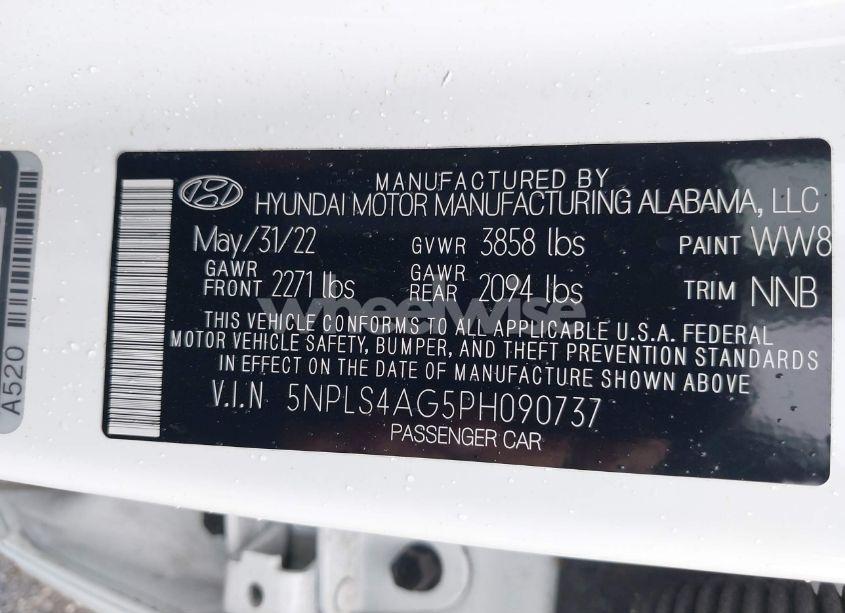 MANUFACTURED BY
HYUNDAI MOTOR MANUFACTURING ALABAMA, LLC
May/31/22 GVWR 3858 lbs PAINT WW8
GAWR FRONT 2271 lbs GAWR REAR 2094 lbs TRIM NNB
wheelwise
THIS VEHICLE CONFORMS TO ALL APPLICABLE U.S.A. FEDERAL
MOTOR VEHICLE SAFETY, BUMPER, AND THEFT PREVENTION STANDARDS
IN EFFECT ON THE DATE OF MANUFACTURE SHOWN ABOVE
V.I.N 5NPLS4AG5PH090737
PASSENGER CAR
A520